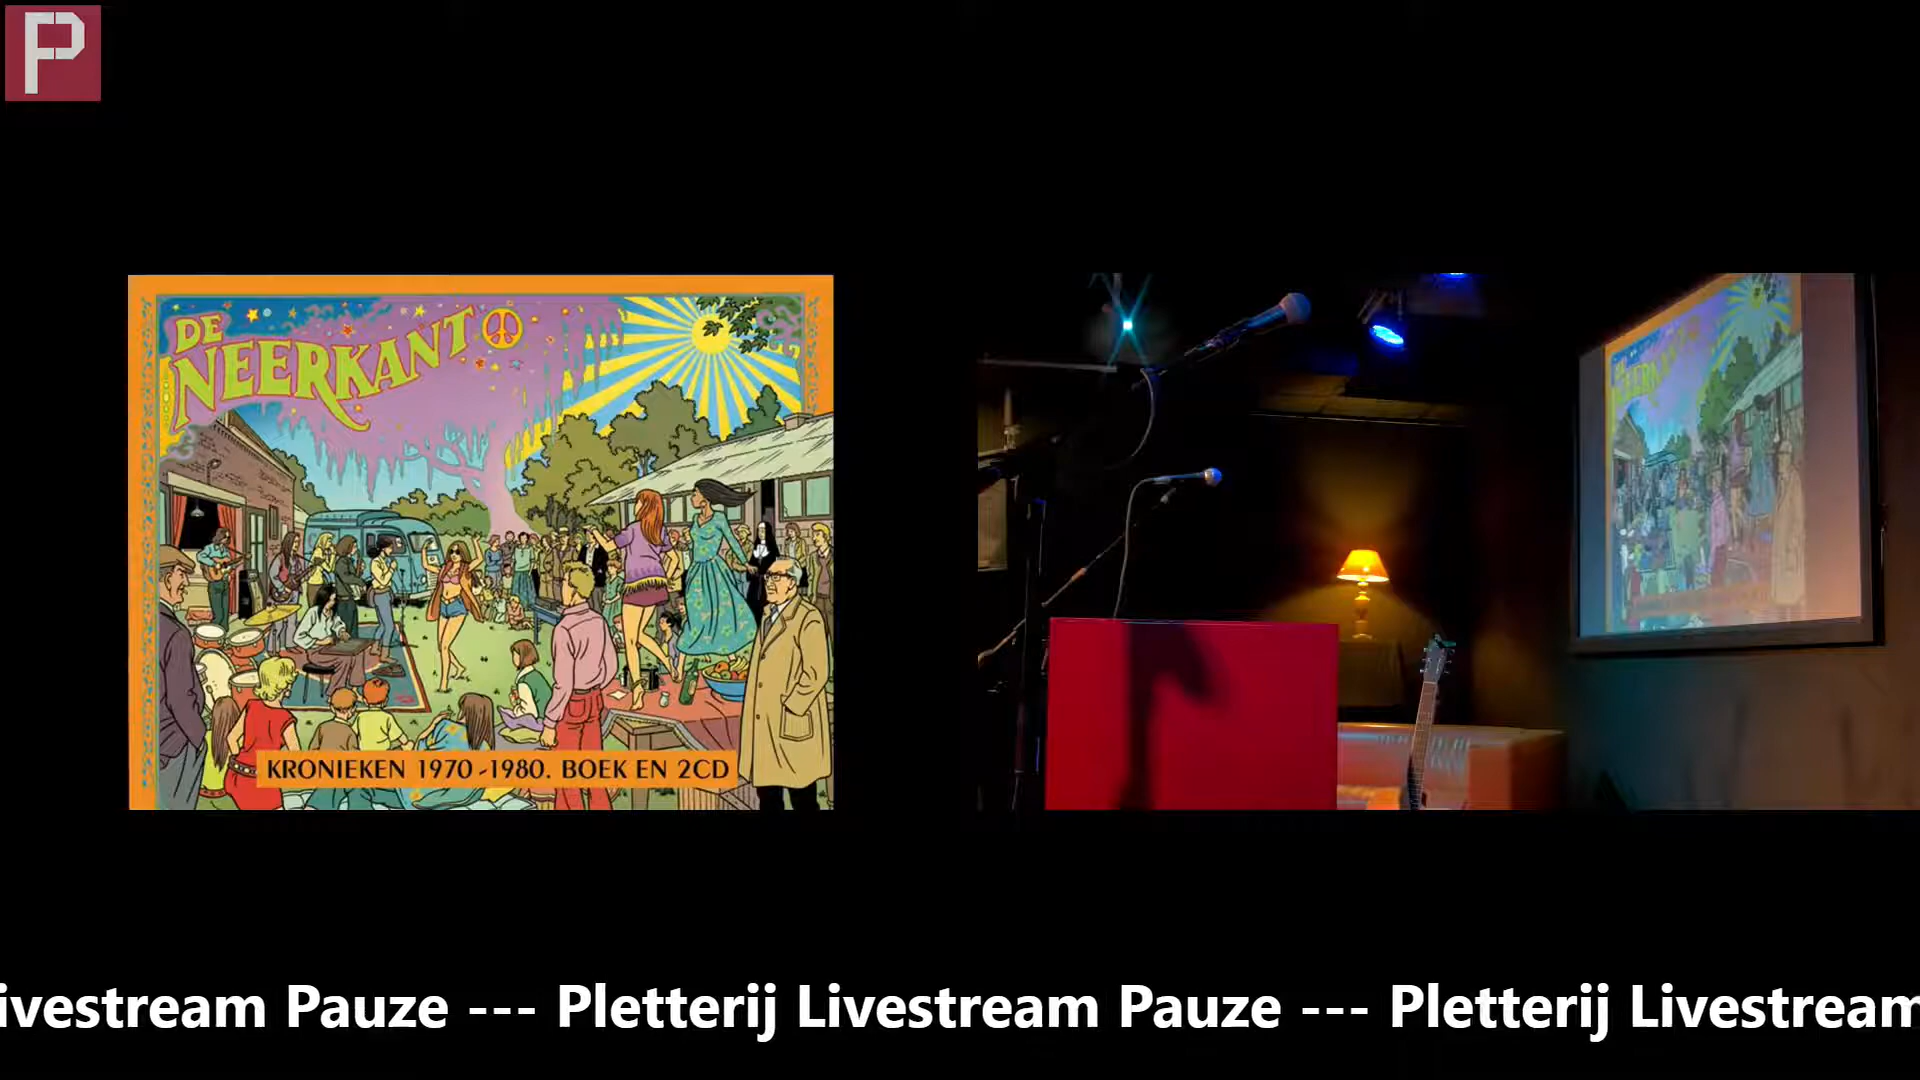 P
DE
NEERKANT
KRONIEKEN 1970-1980. BOEK EN 2CD
ivestream Pauze --- Pletterij Livestream Pauze --- Pletterij Livestream